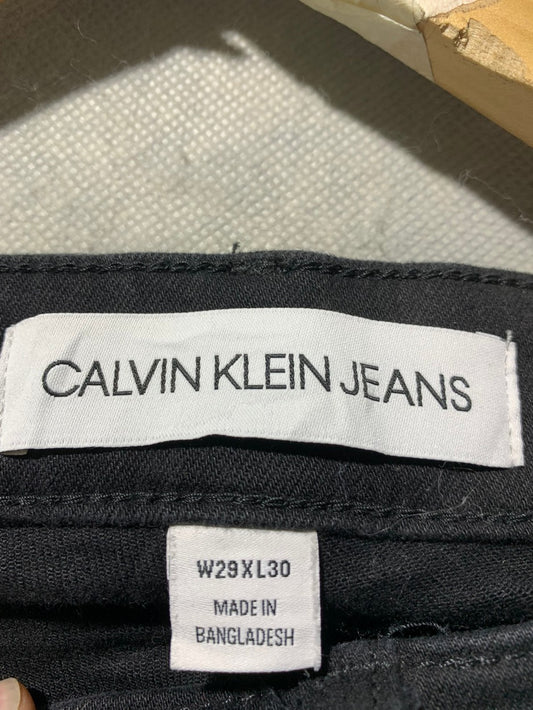 CALVIN KLEIN JEANS
W29XL30
MADE IN
BANGLADESH